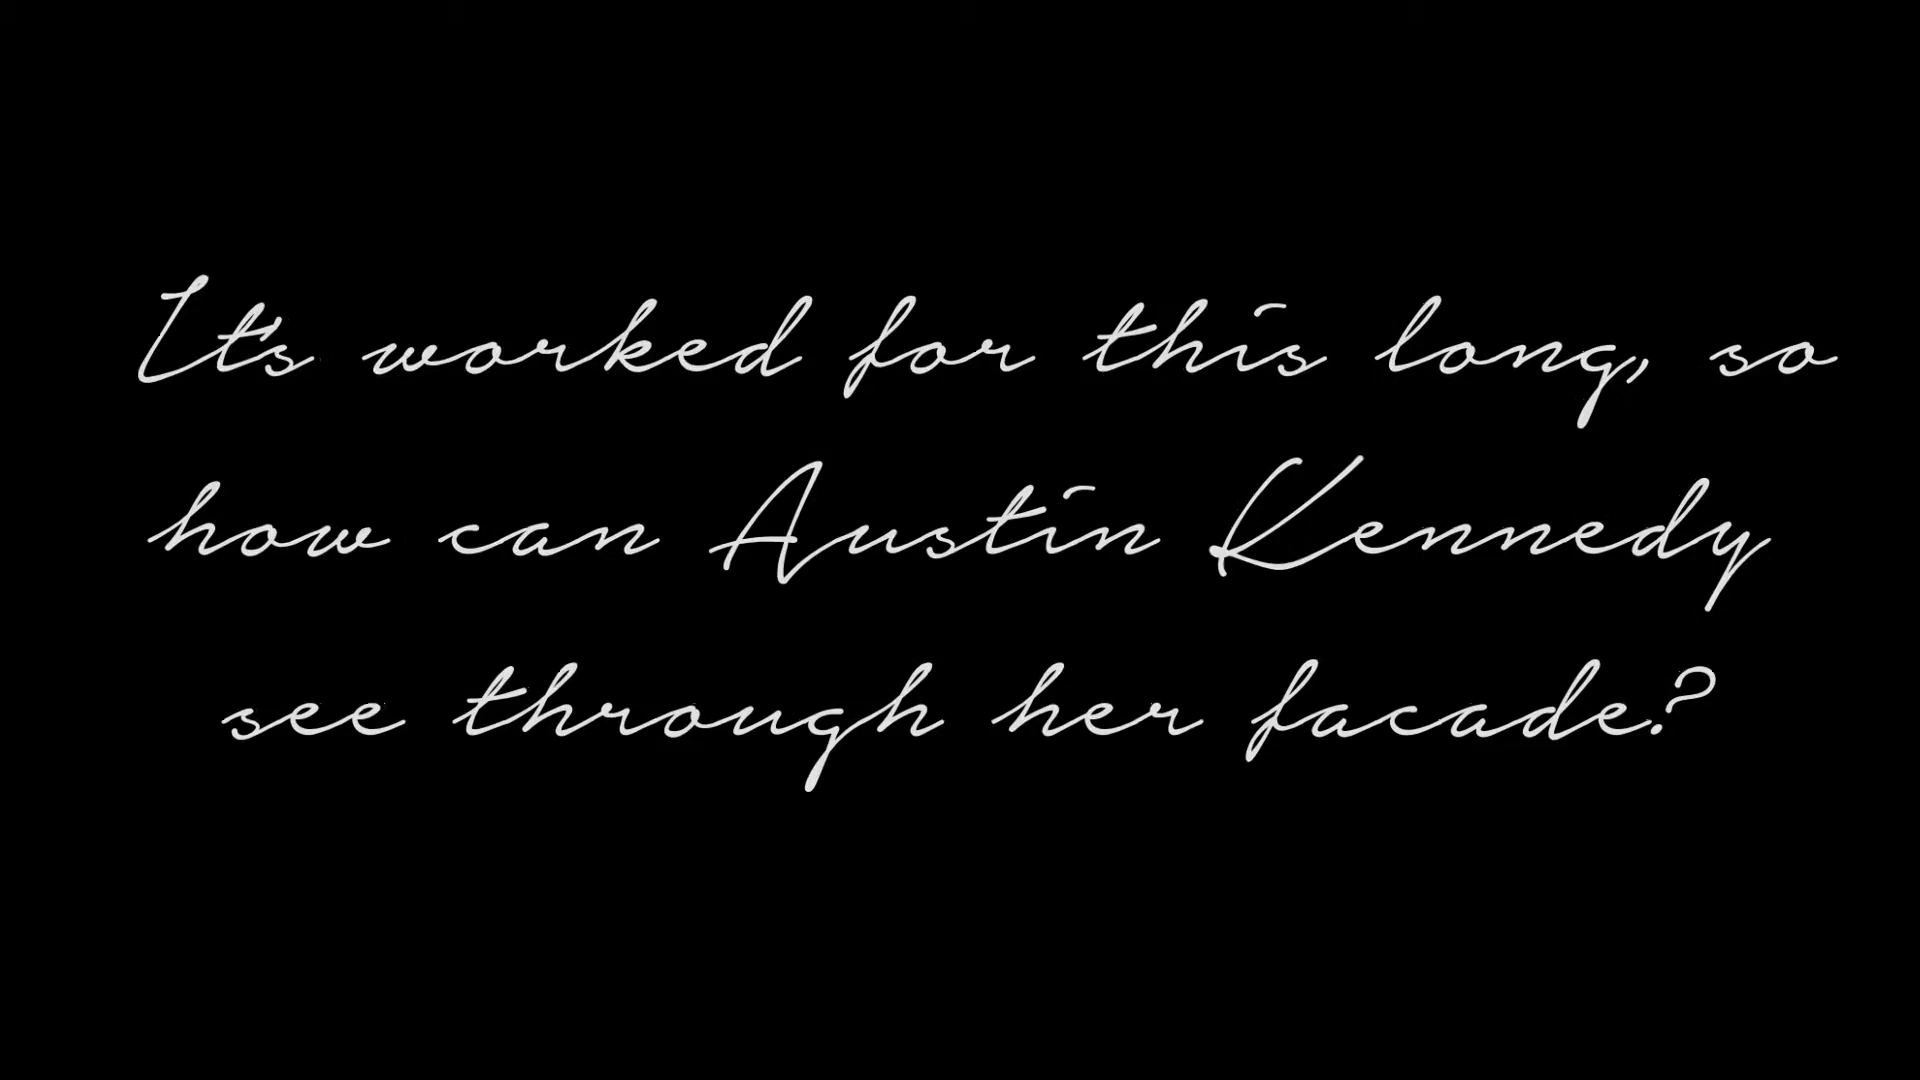 It's worked for this long, so
how can Austin Kennedy
see through her facade?